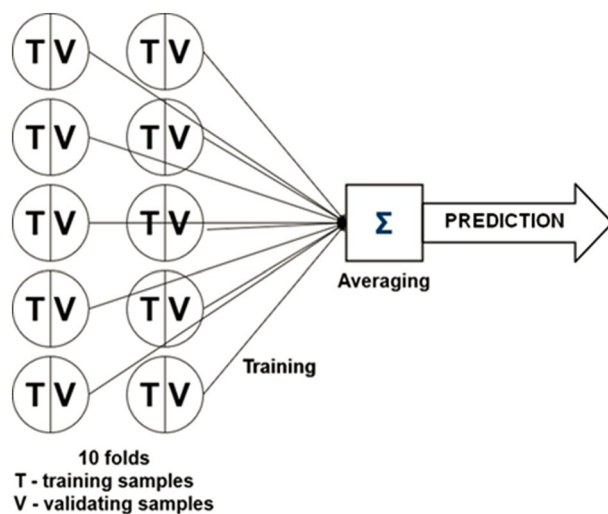 T V T V
T V T V
T V T V Σ PREDICTION
Averaging
T V T V
Training
T V T V
10 folds
T - training samples
V - validating samples